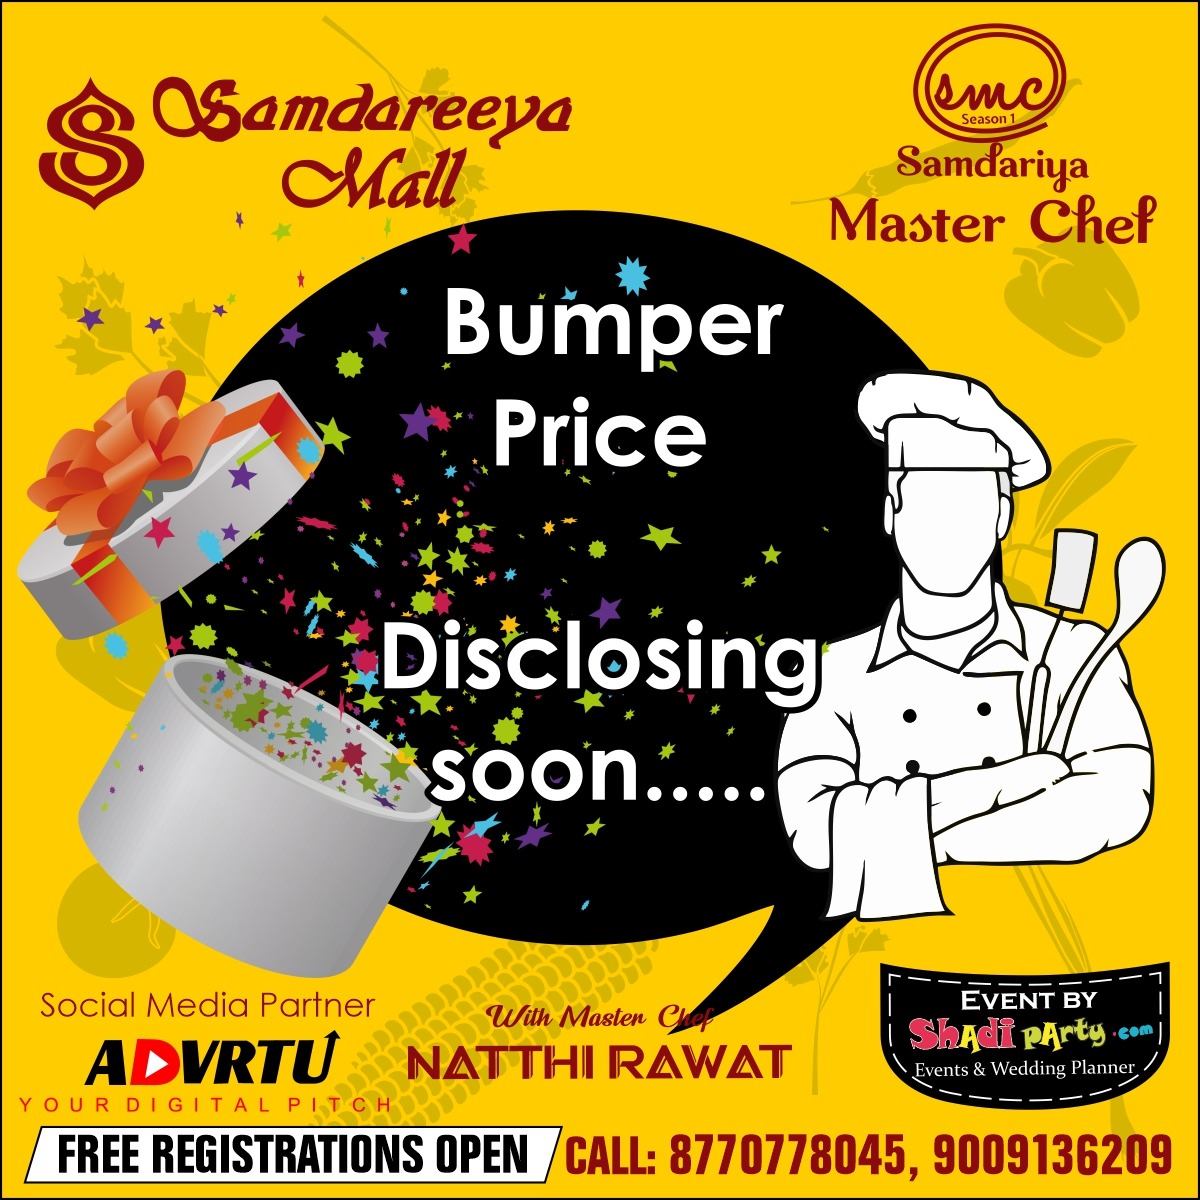 S Samdareeya
Mall
smc
Season 1
Samdariya
Master Chef
Bumper
Price
Disclosing
soon.....
Social Media Partner
ADVRTU
YOUR DIGITAL PITCH
With Master Chef
NATTHI RAWAT
EVENT BY
Shadi pArty.com
Events & Wedding Planner
FREE REGISTRATIONS OPEN
CALL: 8770778045, 9009136209